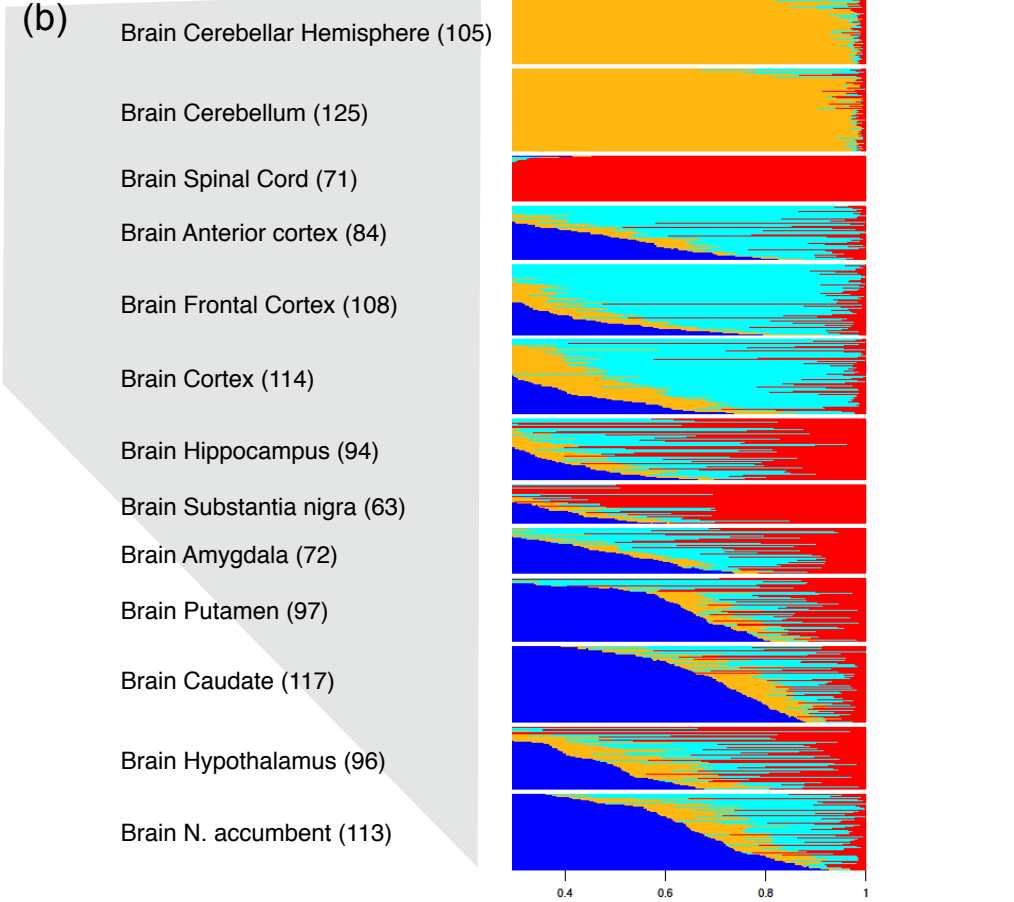 (b)
Brain Cerebellar Hemisphere (105)
Brain Cerebellum (125)
Brain Spinal Cord (71)
Brain Anterior cortex (84)
Brain Frontal Cortex (108)
Brain Cortex (114)
Brain Hippocampus (94)
Brain Substantia nigra (63)
Brain Amygdala (72)
Brain Putamen (97)
Brain Caudate (117)
Brain Hypothalamus (96)
Brain N. accumbent (113)
0.4 0.6 0.8 1